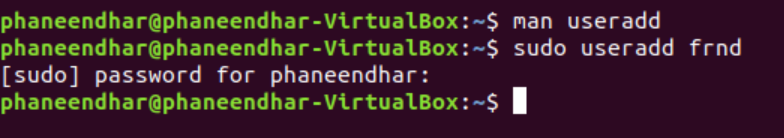 phaneendhar@phaneendhar-VirtualBox:~$ man useradd
phaneendhar@phaneendhar-VirtualBox:~$ sudo useradd frnd
[sudo] password for phaneendhar:
phaneendhar@phaneendhar-VirtualBox:~$